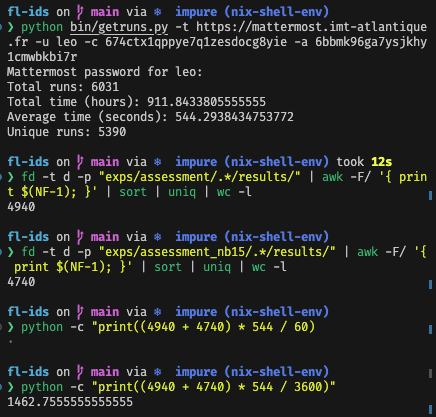 fl-ids on main via ❄ impure (nix-shell-env)
❯ python bin/getruns.py -t https://mattermost.imt-atlantique
.fr -u leo -c 674ctx1qppye7q1zesdocg8yie -a 6bbmk96ga7ysjkhy
1cmwbkbi7r
Mattermost password for leo:
Total runs: 6031
Total time (hours): 911.8433805555555
Average time (seconds): 544.2938434753772
Unique runs: 5390
fl-ids on main via ❄ impure (nix-shell-env) took 12s
❯ fd -t d -p "exps/assessment/.*/results/" | awk -F/ '{ pri
nt $(NF-1); }' | sort | uniq | wc -l
4940
fl-ids on main via ❄ impure (nix-shell-env)
❯ fd -t d -p "exps/assessment_nb15/.*/results/" | awk -F/ '{
print $(NF-1); }' | sort | uniq | wc -l
4740
fl-ids on main via ❄ impure (nix-shell-env)
❯ python -c "print((4940 + 4740) * 544 / 60)
.
fl-ids on main via ❄ impure (nix-shell-env)
❯ python -c "print((4940 + 4740) * 544 / 3600)"
1462.7555555555555